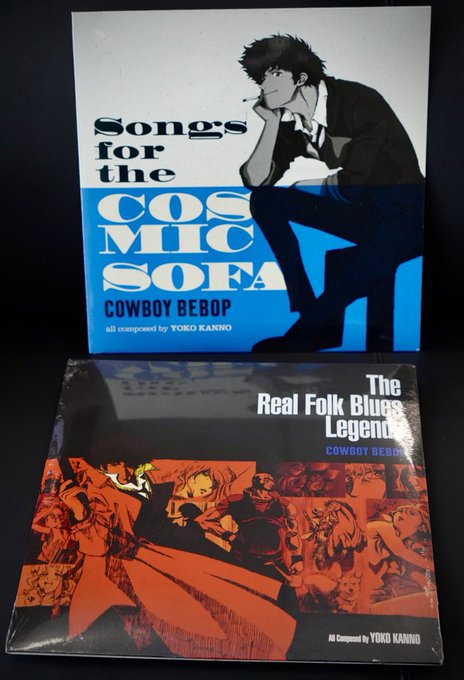 Songs
for
the
COS
MIC
SOFA
COWBOY BEBOP
all composed by YOKO KANNO
The
Real Folk Blues
Legends
COWBOY BEBOP
All Composed by YOKO KANNO